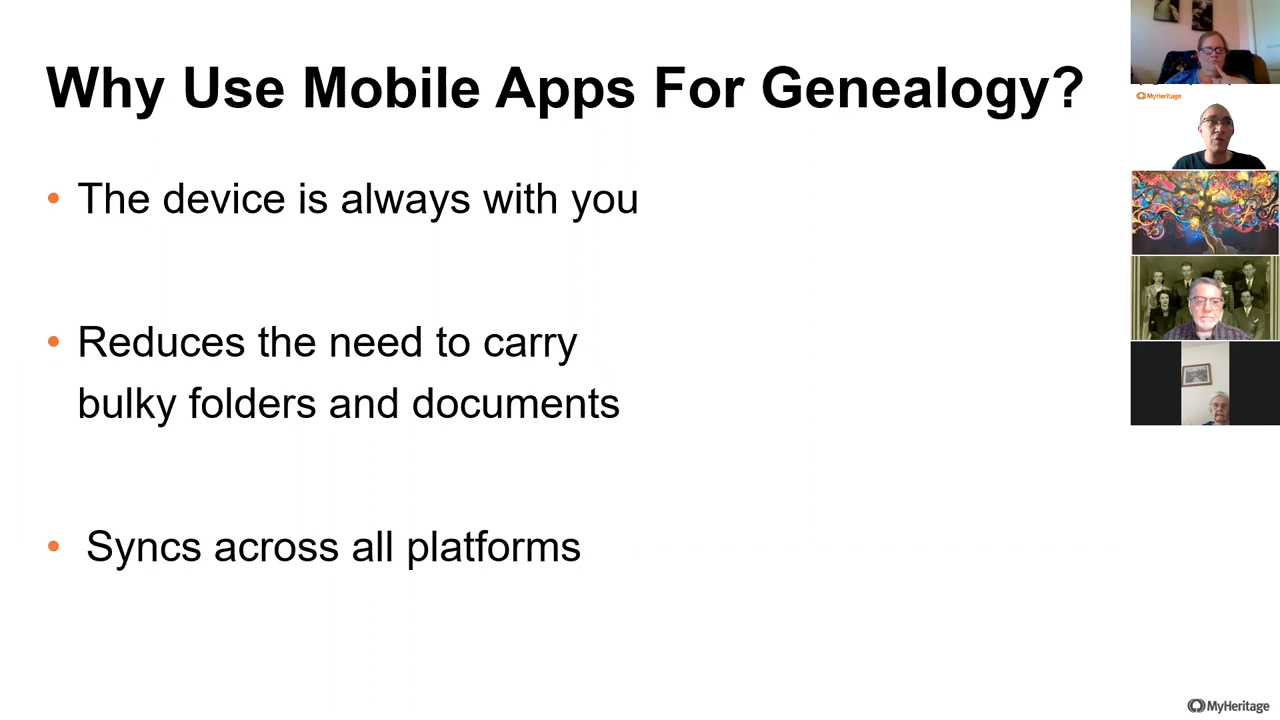 Why Use Mobile Apps For Genealogy?
MyHeritage
• The device is always with you
• Reduces the need to carry
bulky folders and documents
• Syncs across all platforms
MyHeritage